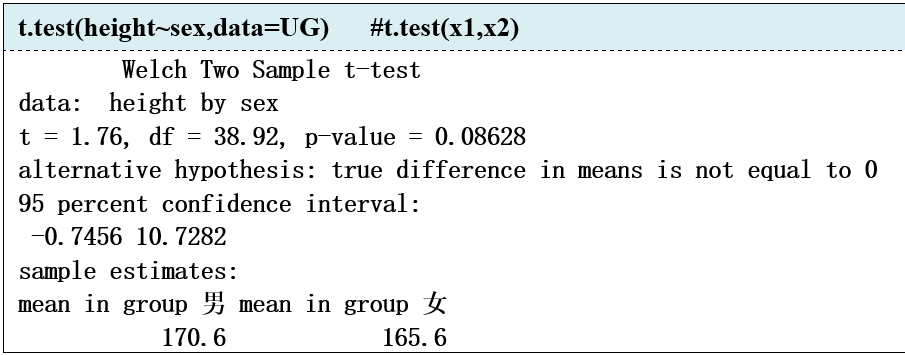 t.test(height~sex,data=UG) #t.test(x1,x2)
Welch Two Sample t-test
data: height by sex
t = 1.76, df = 38.92, p-value = 0.08628
alternative hypothesis: true difference in means is not equal to 0
95 percent confidence interval:
-0.7456 10.7282
sample estimates:
mean in group 男 mean in group 女
170.6 165.6